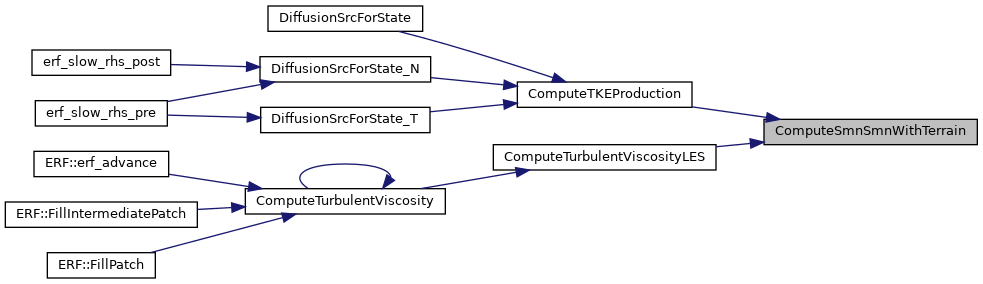 DiffusionSrcForState
erf_slow_rhs_post
DiffusionSrcForState_N
ComputeTKEProduction
erf_slow_rhs_pre
DiffusionSrcForState_T
ComputeSmnSmnWithTerrain
ERF::erf_advance
ComputeTurbulentViscosityLES
ComputeTurbulentViscosity
ERF::FillIntermediatePatch
ERF::FillPatch